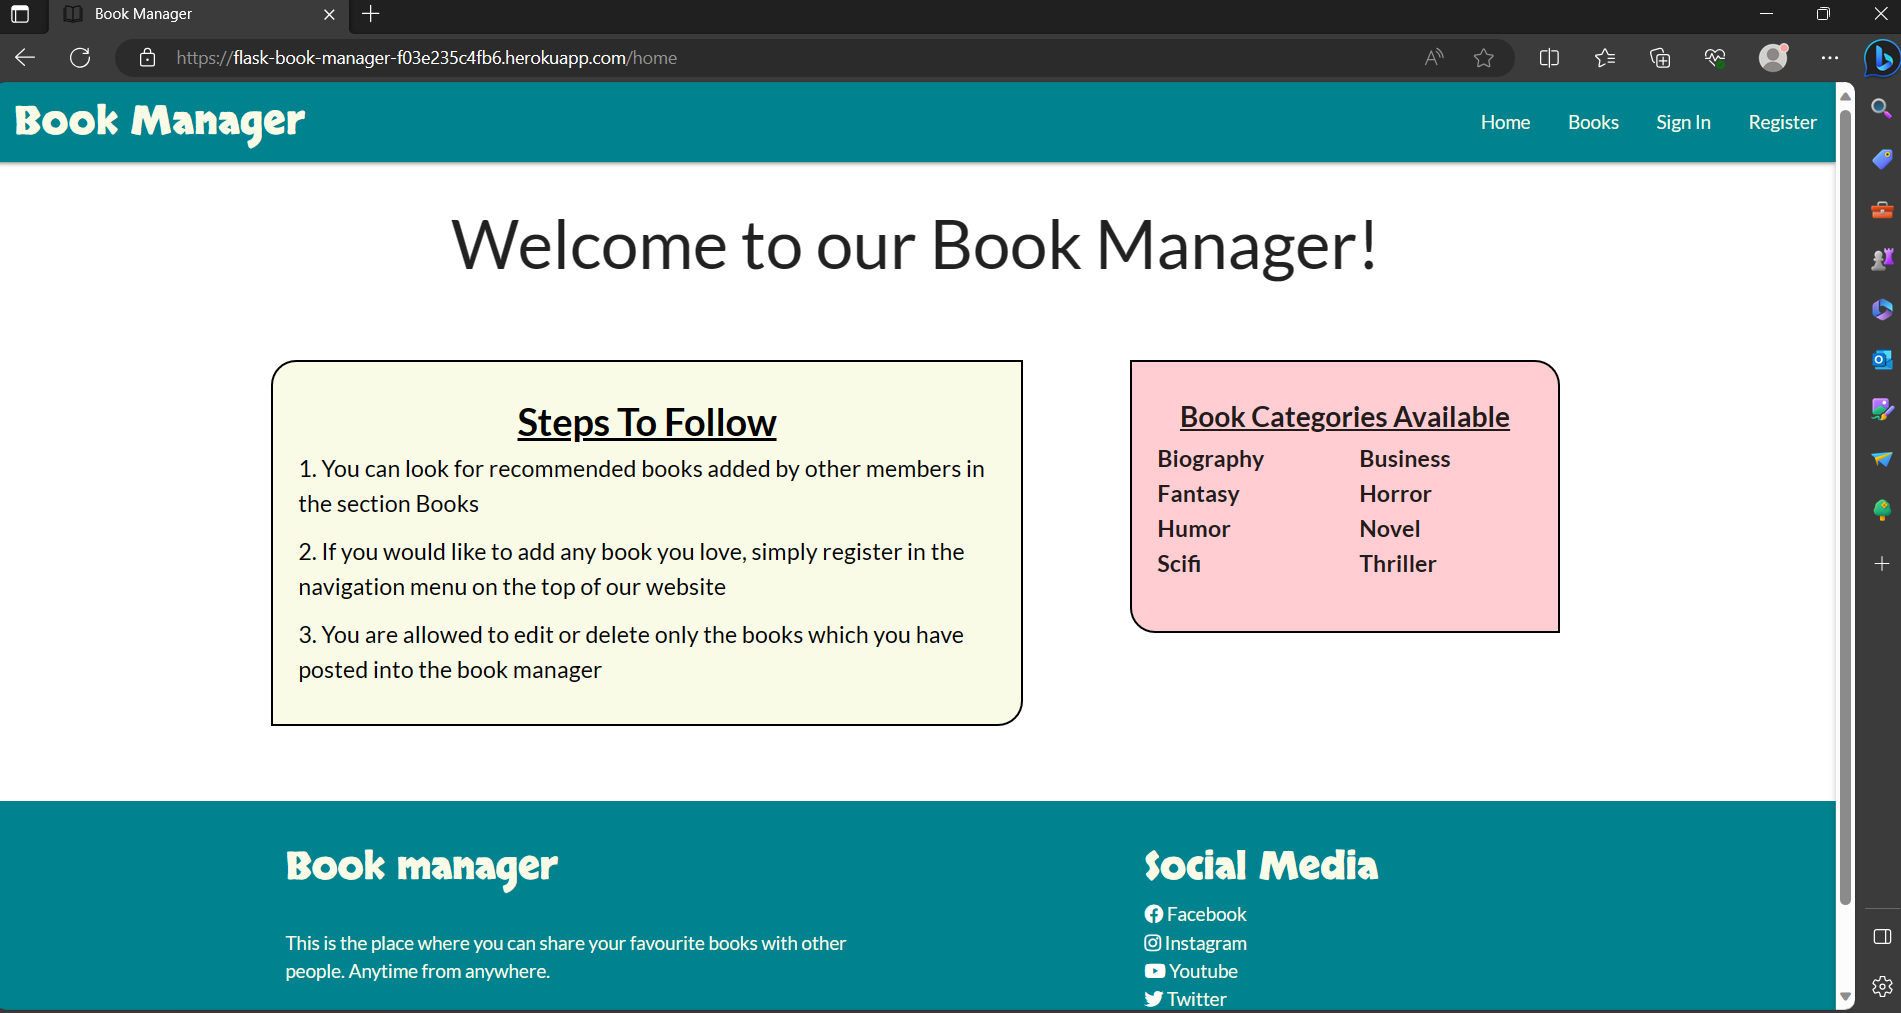 Book Manager
https://flask-book-manager-f03e235c4fb6.herokuapp.com/home
Book Manager
Home Books Sign In Register
Welcome to our Book Manager!
Steps To Follow
1. You can look for recommended books added by other members in
the section Books
2. If you would like to add any book you love, simply register in the
navigation menu on the top of our website
3. You are allowed to edit or delete only the books which you have
posted into the book manager
Book Categories Available
Biography Business
Fantasy Horror
Humor Novel
Scifi Thriller
Book manager
This is the place where you can share your favourite books with other
people. Anytime from anywhere.
Social Media
Facebook
Instagram
Youtube
Twitter